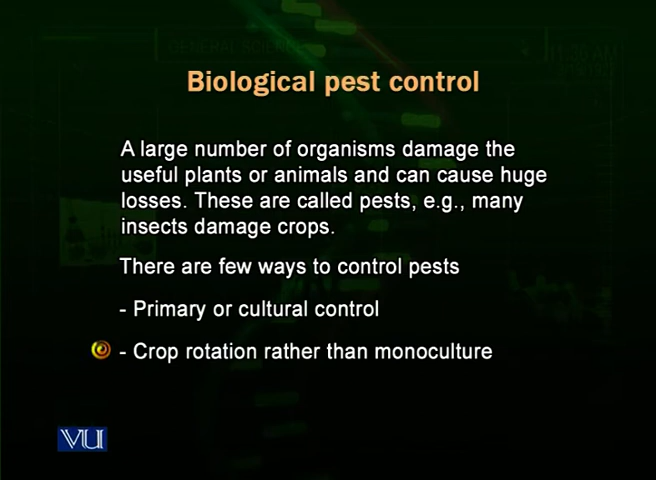 GENERAL SCIENCE
Biological pest control
A large number of organisms damage the
useful plants or animals and can cause huge
losses. These are called pests, e.g., many
insects damage crops.
There are few ways to control pests
- Primary or cultural control
- Crop rotation rather than monoculture
VU